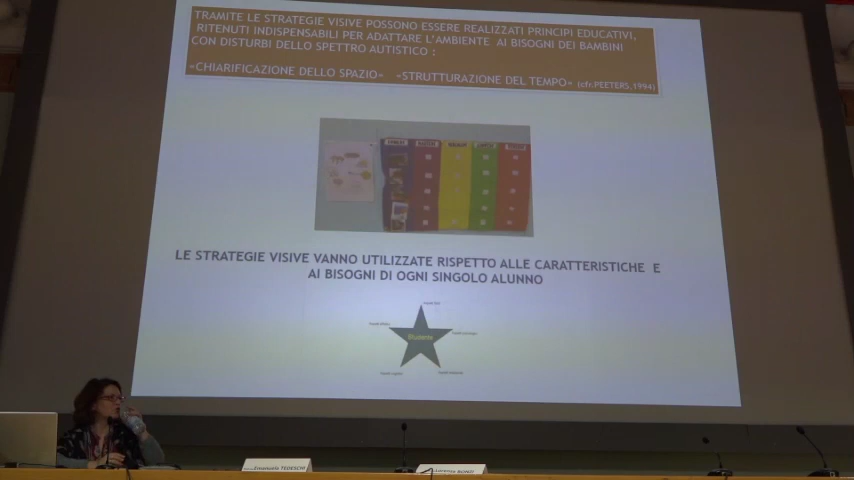 TRAMITE LE STRATEGIE VISIVE POSSONO ESSERE REALIZZATI PRINCIPI EDUCATIVI,
RITENUTI INDISPENSABILI PER ADATTARE L'AMBIENTE AI BISOGNI DEI BAMBINI
CON DISTURBI DELLO SPETTRO AUTISTICO :
«CHIARIFICAZIONE DELLO SPAZIO» «STRUTTURAZIONE DEL TEMPO» (cfr.PEETERS.1994)
LE STRATEGIE VISIVE VANNO UTILIZZATE RISPETTO ALLE CARATTERISTICHE E
AI BISOGNI DI OGNI SINGOLO ALUNNO
Emanuela TEDESCHI
Lorenza BONZI